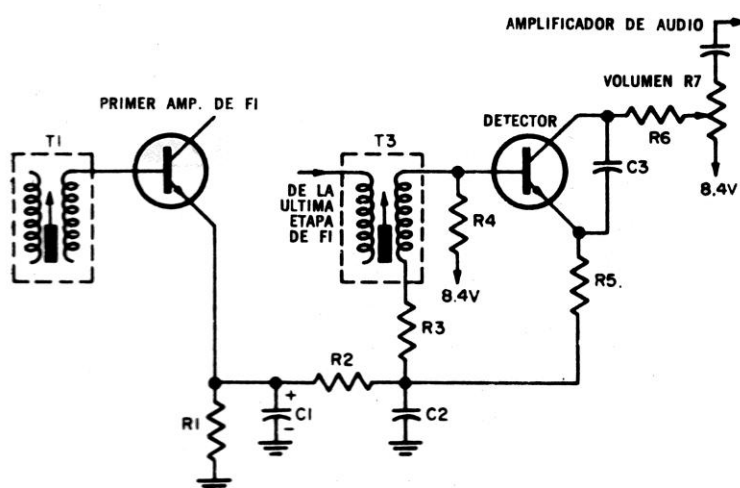 AMPLIFICADOR DE AUDIO
VOLUMEN R7
PRIMER AMP. DE FI
DETECTOR
T1
T3
R6
C3
DE LA
ULTIMA
ETAPA
DE FI
R4
8.4V
8.4V
R5.
R3
R2
R1
+
C1
-
C2